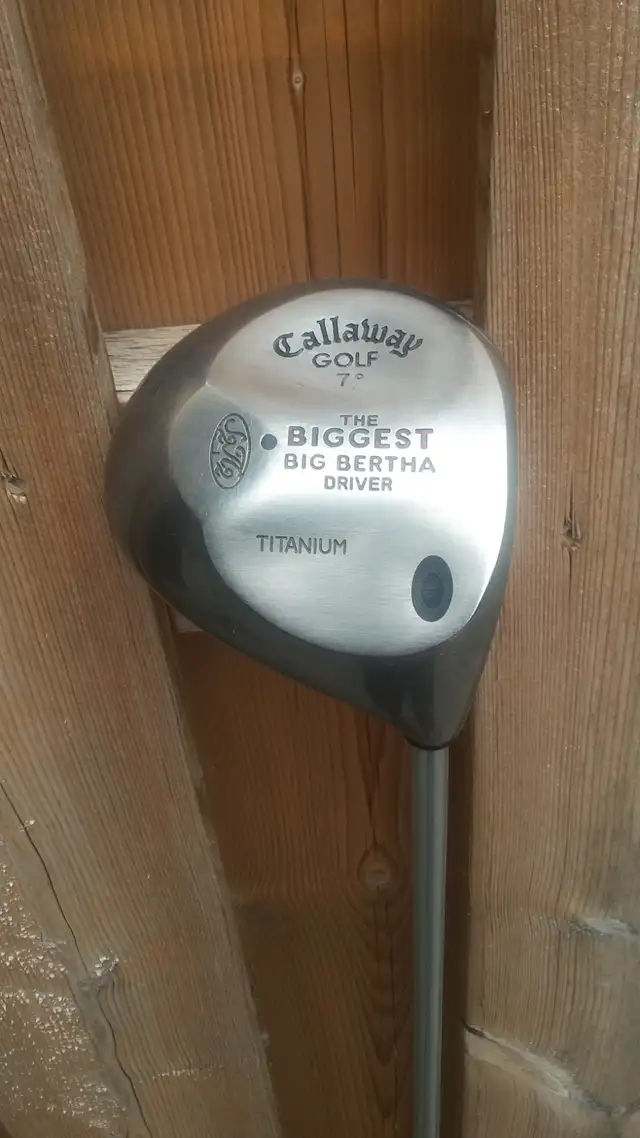 Callaway
GOLF
7°
THE
BIGGEST
BIG BERTHA
DRIVER
TITANIUM